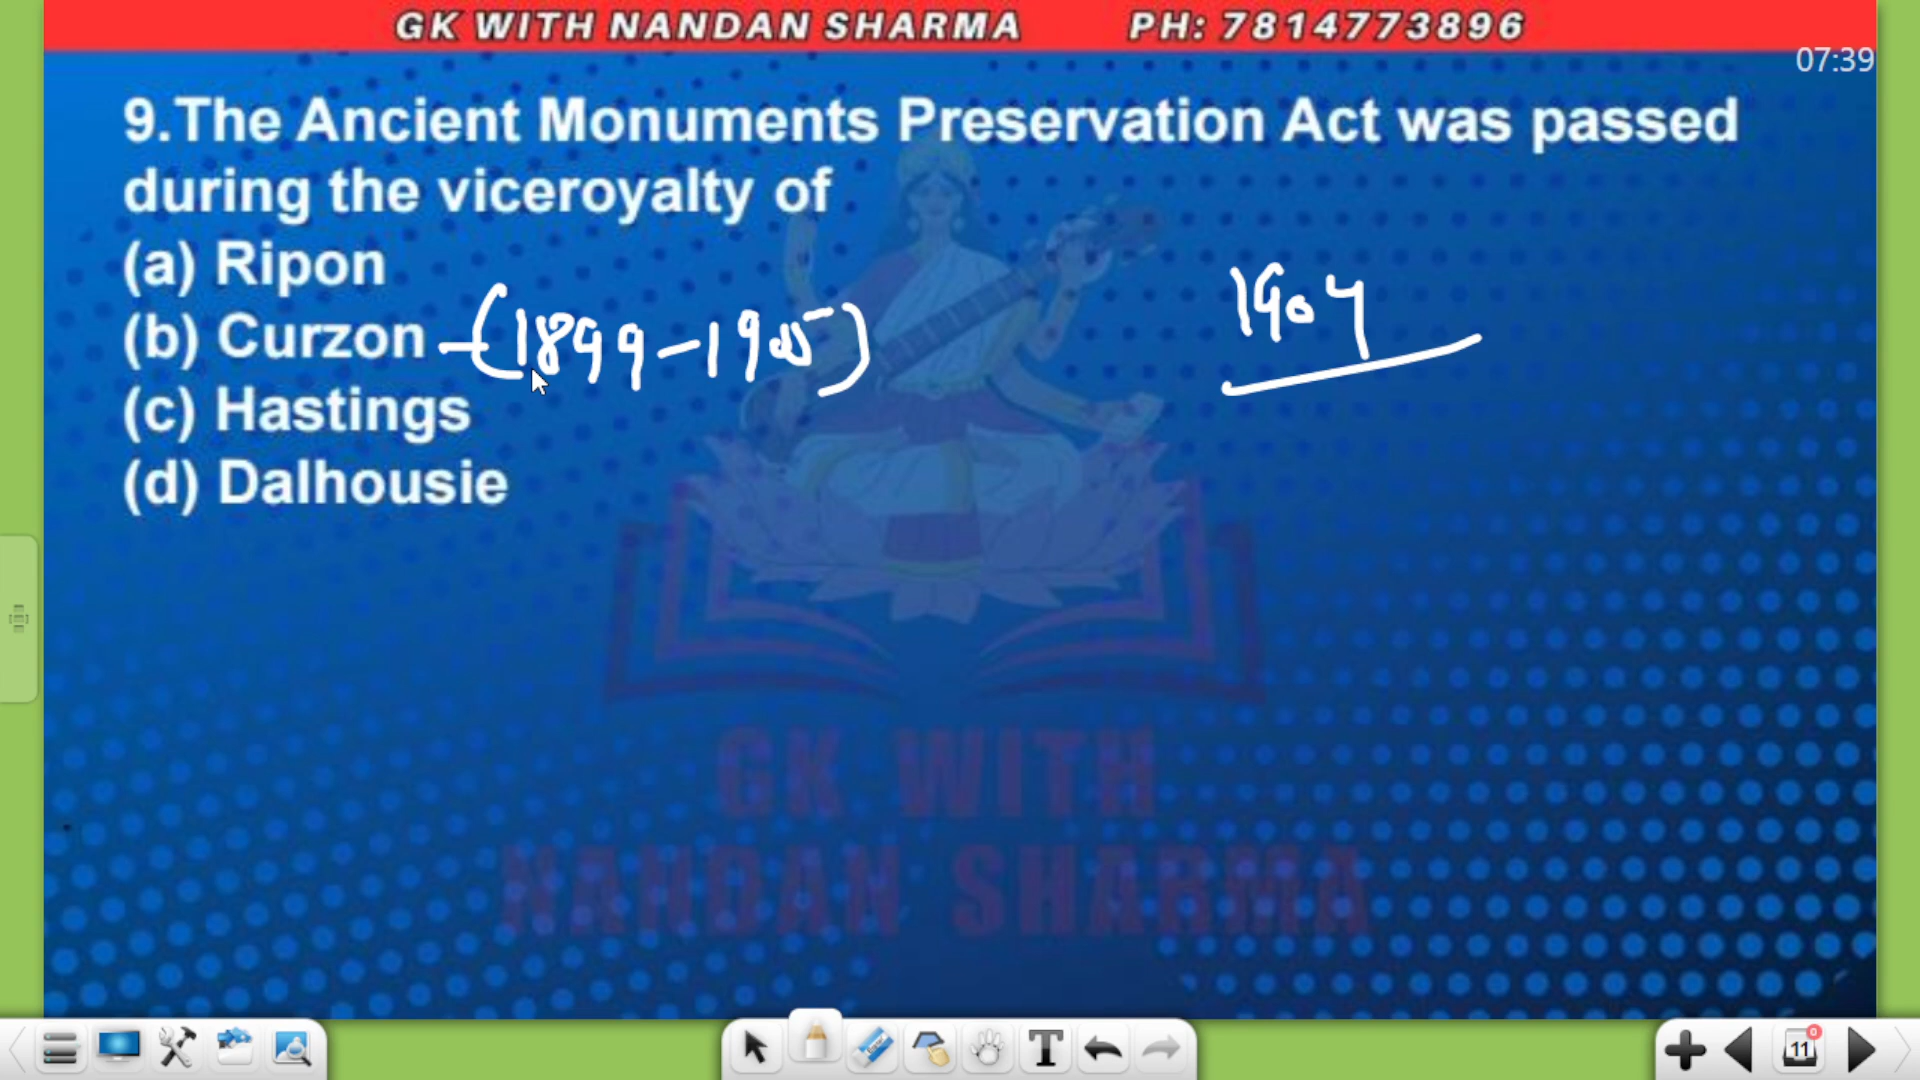 GK WITH NANDAN SHARMA PH: 7814773896
07:39
9.The Ancient Monuments Preservation Act was passed
during the viceroyalty of
(a) Ripon
1904
(b) Curzon -(1899-1905)
(c) Hastings
(d) Dalhousie
GK WITH
NANDAN SHARMA
T
0
11